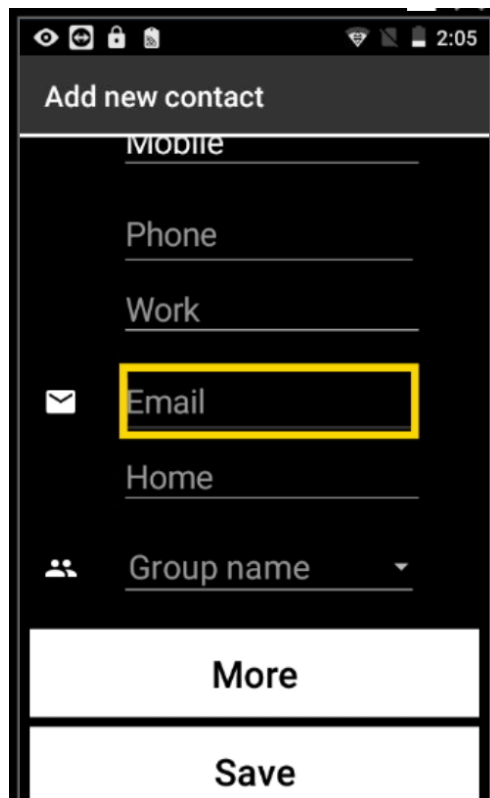 2:05
Add new contact
Mobile
Phone
Work
Email
Home
Group name
More
Save